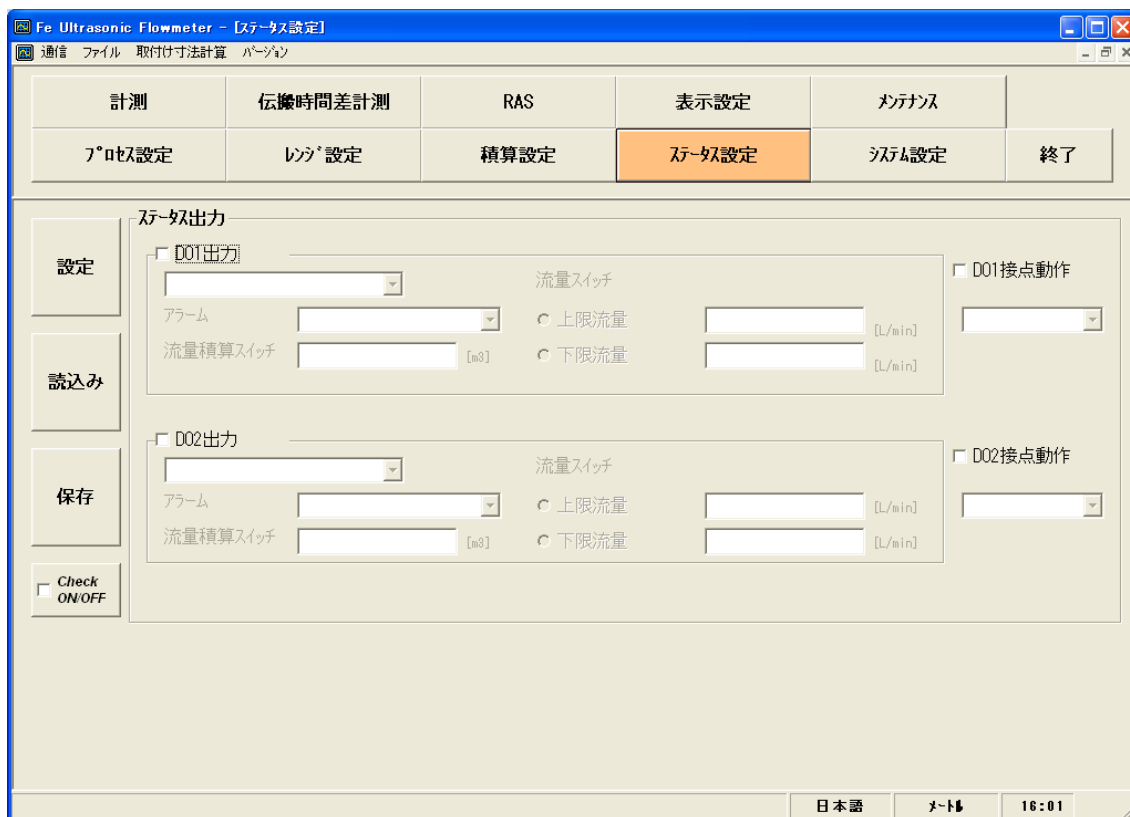 Fe Ultrasonic Flowmeter - [ステータス設定]
通信 ファイル 取付け寸法計算 バージョン
計測 伝搬時間差計測 RAS 表示設定 メンテナンス
プロセス設定 レンジ設定 積算設定 ステータス設定 システム設定 終了
ステータス出力
設定
読込み
保存
Check ON/OFF
DO1出力
流量スイッチ
アラーム
上限流量 [L/min]
流量積算スイッチ [m3]
下限流量 [L/min]
DO1接点動作
DO2出力
流量スイッチ
アラーム
上限流量 [L/min]
流量積算スイッチ [m3]
下限流量 [L/min]
DO2接点動作
日本語 メートル 16:01